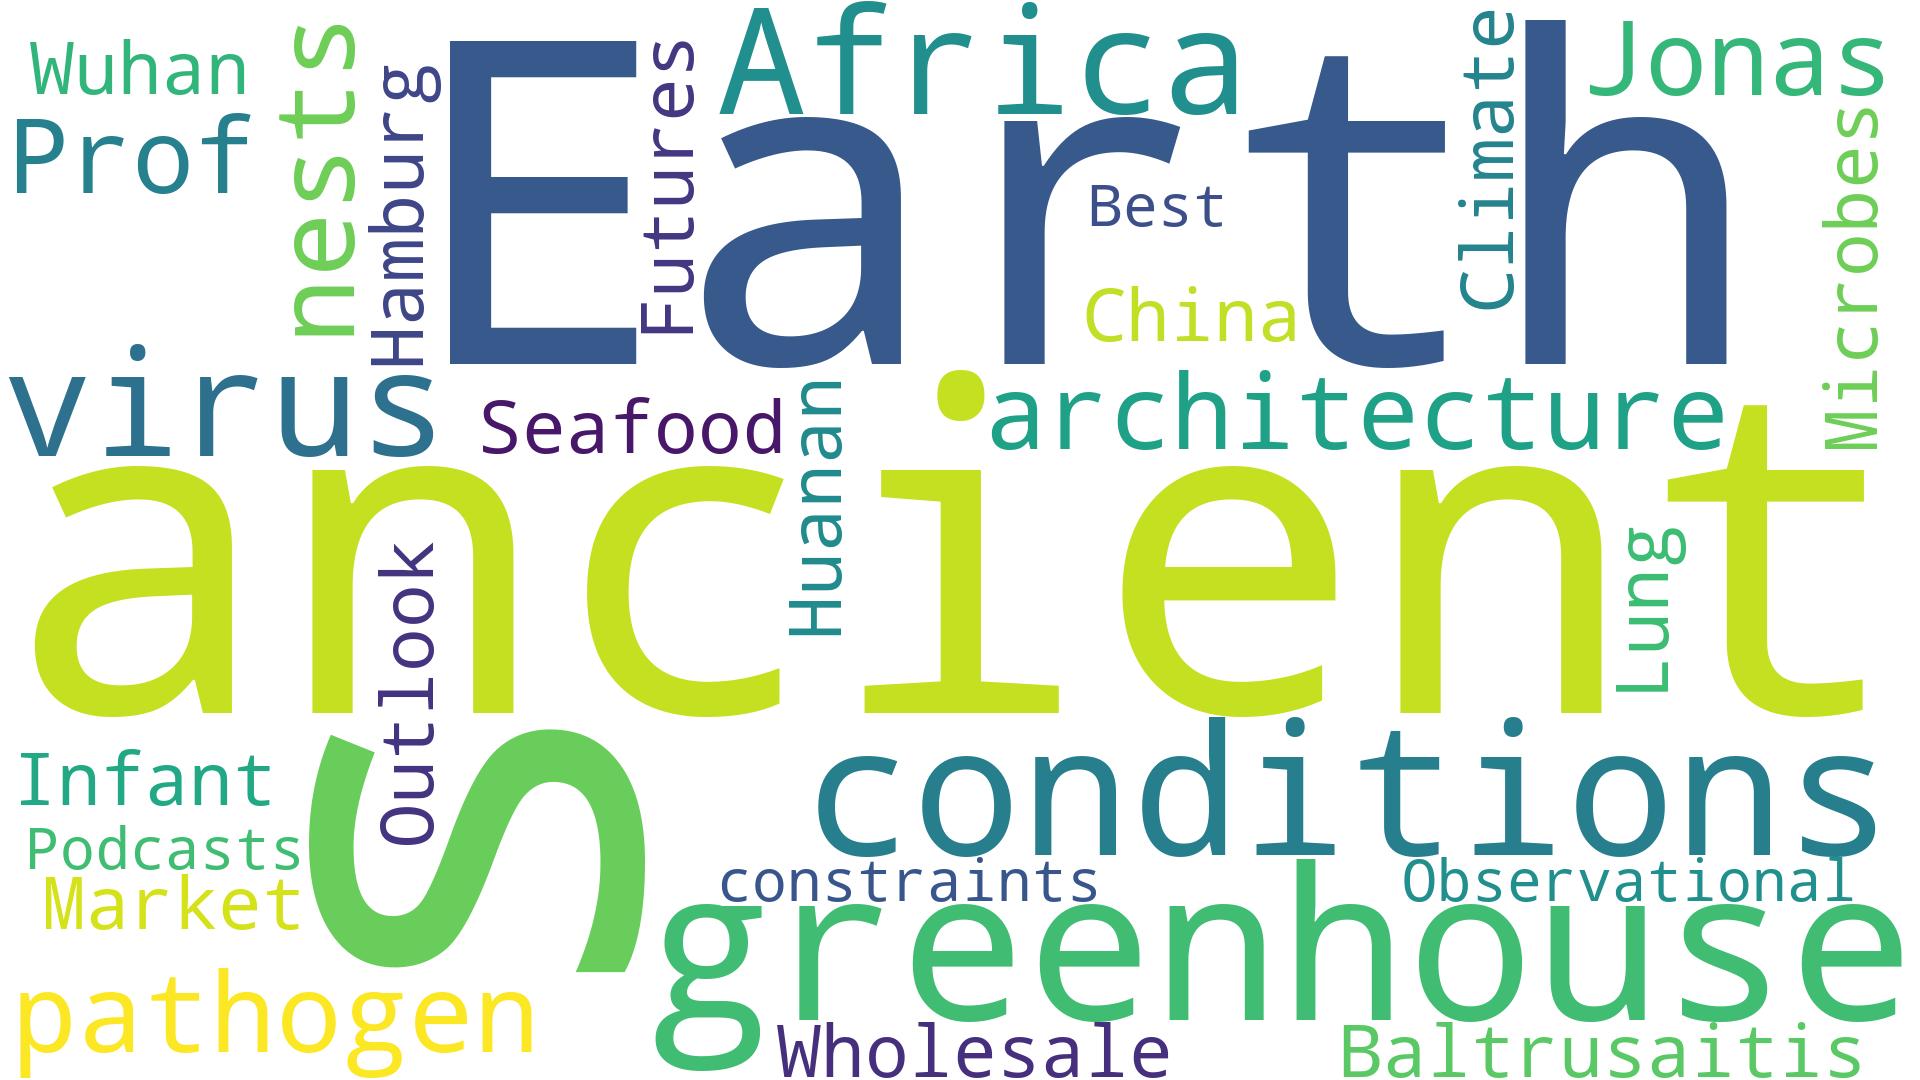 Wuhan
Prof
nests
Hamburg
Earth
Futures
Africa
Best
China
Climate
Jonas
Microbes
virus
Seafood
Huanan
architecture
ancient
Outlook
Lung
Infant
Podcasts
Market
S
conditions
constraints
Observational
greenhouse
pathogen
Wholesale
Baltrusaitis